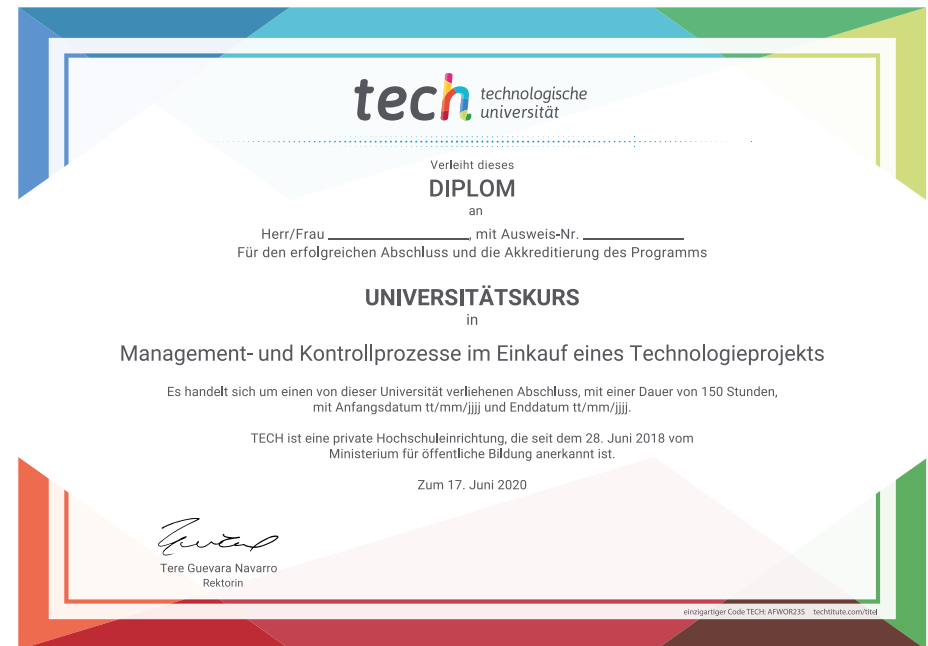 tech technologische
universität
Verleiht dieses
DIPLOM
an
Herr/Frau ____________, mit Ausweis-Nr. ____________
Für den erfolgreichen Abschluss und die Akkreditierung des Programms
UNIVERSITÄTSKURS
in
Management- und Kontrollprozesse im Einkauf eines Technologieprojekts
Es handelt sich um einen von dieser Universität verliehenen Abschluss, mit einer Dauer von 150 Stunden,
mit Anfangsdatum tt/mm/jjjj und Enddatum tt/mm/jjjj.
TECH ist eine private Hochschuleinrichtung, die seit dem 28. Juni 2018 vom
Ministerium für öffentliche Bildung anerkannt ist.
Zum 17. Juni 2020
Tere Guevara Navarro
Rektorin
einzigartiger Code TECH: AFWOR23S techtitute.com/titel